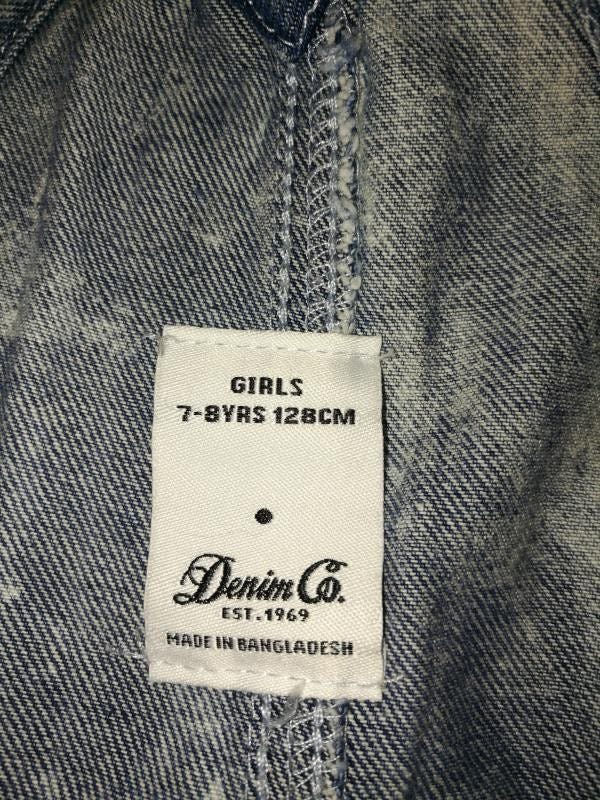 GIRLS
7-8YRS 128CM
Denim Co.
EST.1969
MADE IN BANGLADESH